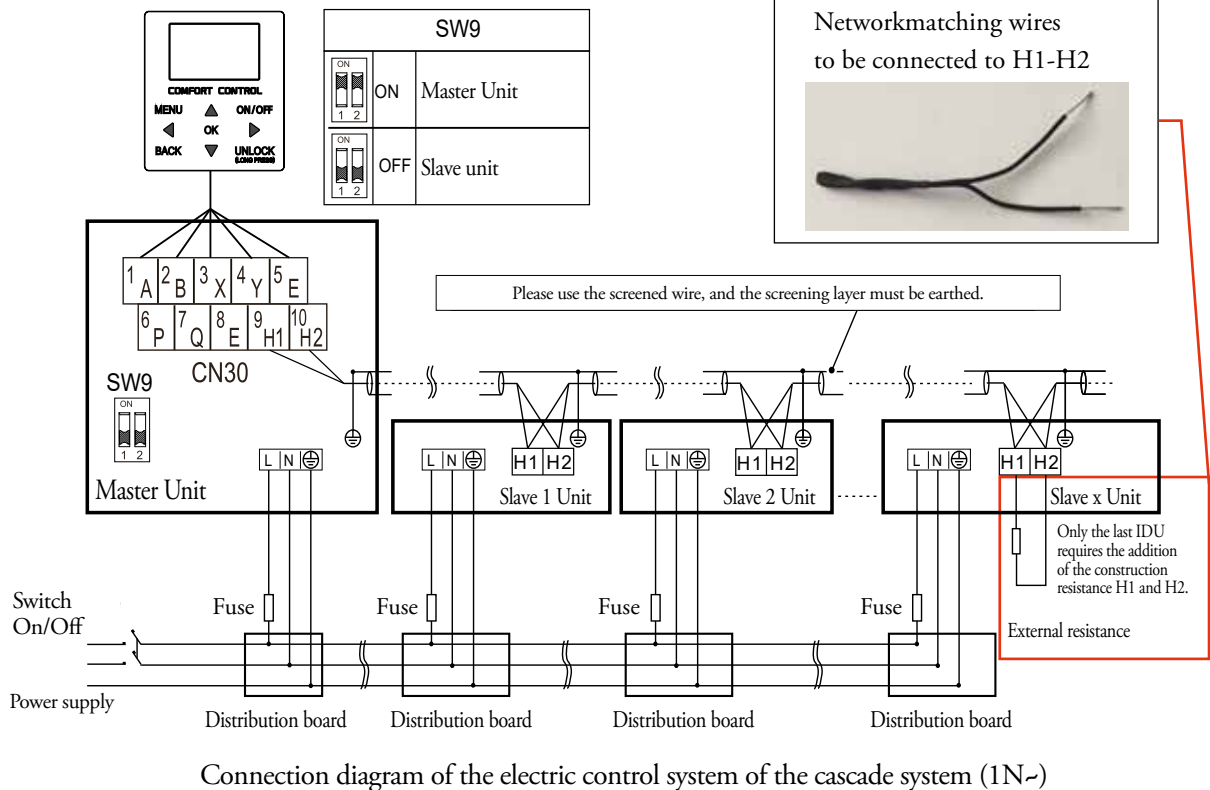 COMFORT CONTROL
MENU
ON/OFF
OK
BACK
UNLOCK
(LONG PRESS)
SW9
ON
1 2
ON
Master Unit
ON
1 2
OFF
Slave unit
Networkmatching wires
to be connected to H1-H2
1 A 2 B 3 X 4 Y 5 E
6 P 7 Q 8 E 9 H1 10 H2
CN30
Please use the screened wire, and the screening layer must be earthed.
SW9
ON
1 2
Master Unit
L N
L N
H1 H2
Slave 1 Unit
L N
H1 H2
Slave 2 Unit
L N
H1 H2
Slave x Unit
Only the last IDU
requires the addition
of the construction
resistance H1 and H2.
External resistance
Switch
On/Off
Fuse
Fuse
Fuse
Fuse
Power supply
Distribution board
Distribution board
Distribution board
Distribution board
Connection diagram of the electric control system of the cascade system (1N~)